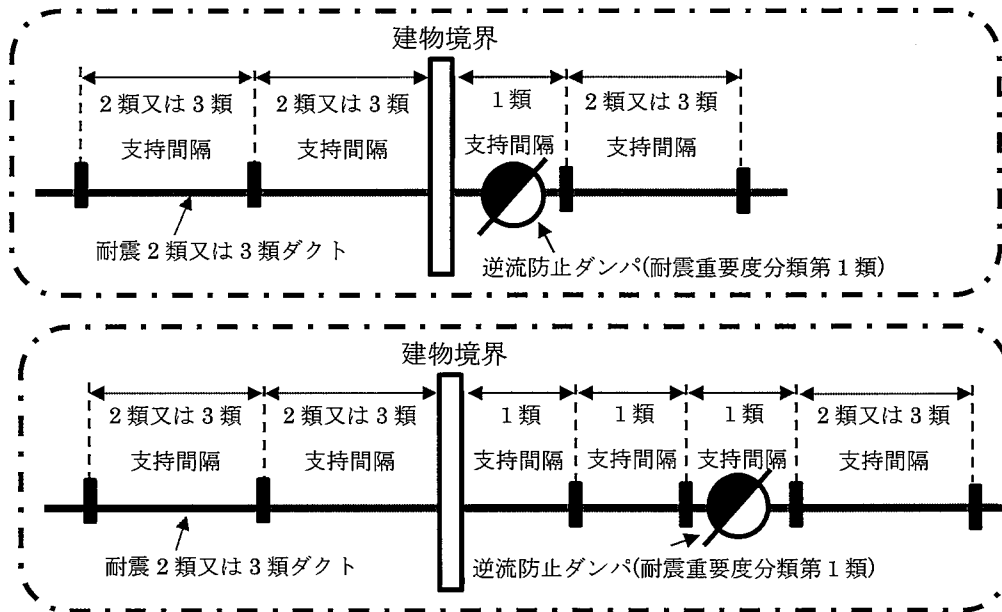 建物境界
2類又は3類 2類又は3類 1類 2類又は3類
支持間隔 支持間隔 支持間隔 支持間隔
耐震2類又は3類ダクト
逆流防止ダンパ(耐震重要度分類第1類)
建物境界
2類又は3類 2類又は3類 1類 1類 1類 2類又は3類
支持間隔 支持間隔 支持間隔 支持間隔 支持間隔 支持間隔
耐震2類又は3類ダクト
逆流防止ダンパ(耐震重要度分類第1類)